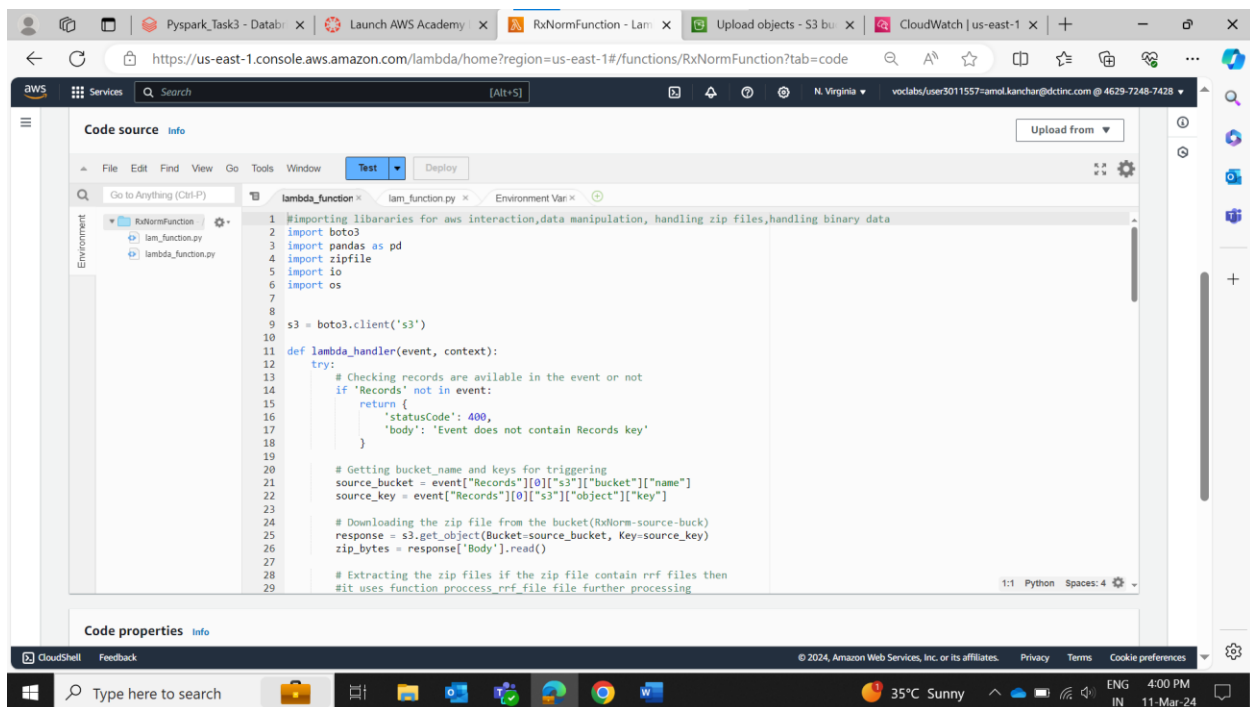 Pyspark_Task3 - Databr
Launch AWS Academy
RxNormFunction - Lam
Upload objects - S3 bu
CloudWatch | us-east-1
https://us-east-1.console.aws.amazon.com/lambda/home?region=us-east-1#/functions/RxNormFunction?tab=code
aws
Services
Search
[Alt+S]
N. Virginia
voclabs/user3011557=amol.kanchar@dctinc.com @ 4629-7248-7428
Code source Info
Upload from
File Edit Find View Go Tools Window
Test
Deploy
Go to Anything (Ctrl-P)
lambda_function
lam_function.py
Environment Var
Environment
RxNormFunction
lam_function.py
lambda_function.py
1 #importing libararies for aws interaction,data manipulation, handling zip files,handling binary data
2 import boto3
3 import pandas as pd
4 import zipfile
5 import io
6 import os
7
8
9 s3 = boto3.client('s3')
10
11 def lambda_handler(event, context):
12 try:
13 # Checking records are avilable in the event or not
14 if 'Records' not in event:
15 return {
16 'statusCode': 400,
17 'body': 'Event does not contain Records key'
18 }
19
20 # Getting bucket_name and keys for triggering
21 source_bucket = event["Records"][0]["s3"]["bucket"]["name"]
22 source_key = event["Records"][0]["s3"]["object"]["key"]
23
24 # Downloading the zip file from the bucket(RxNorm-source-buck)
25 response = s3.get_object(Bucket=source_bucket, Key=source_key)
26 zip_bytes = response['Body'].read()
27
28 # Extracting the zip files if the zip file contain rrf files then
29 #it uses function proccess_rrf_file file further processing
1:1 Python Spaces: 4
Code properties Info
CloudShell
Feedback
© 2024, Amazon Web Services, Inc. or its affiliates.
Privacy
Terms
Cookie preferences
Type here to search
35°C Sunny
ENG
IN
4:00 PM
11-Mar-24